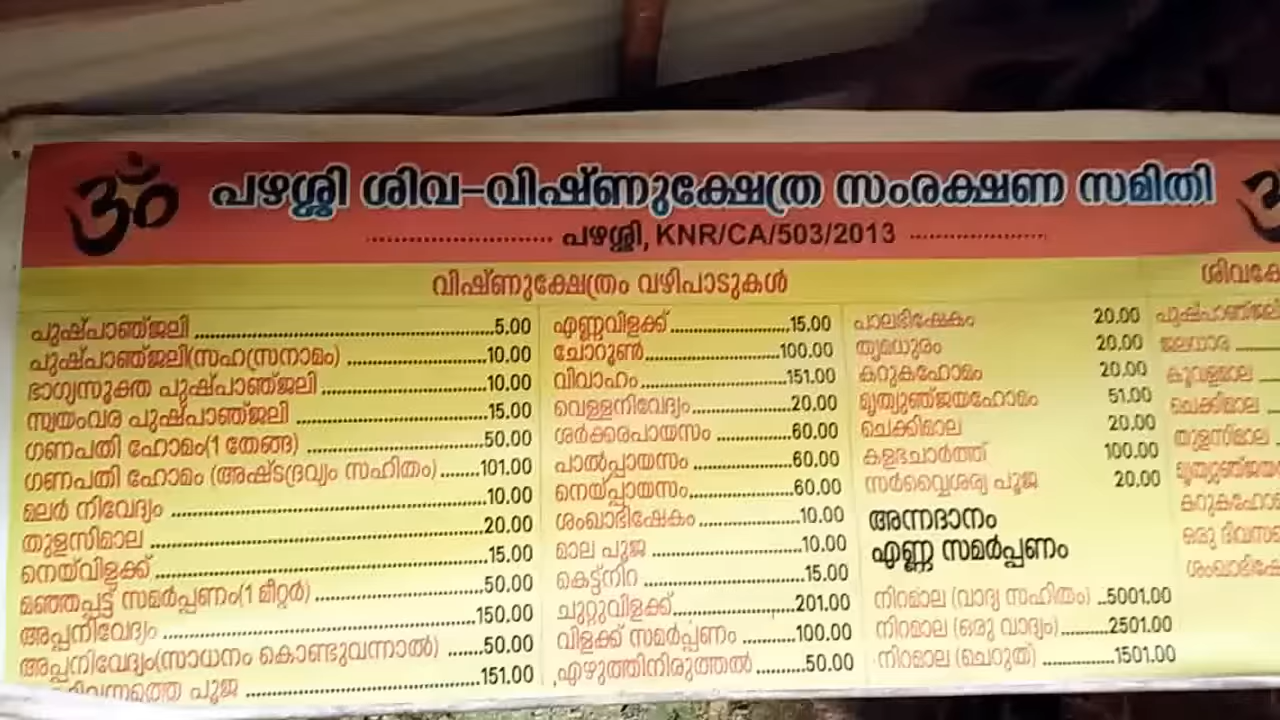 പഴശ്ശി ശിവ-വിഷ്ണുക്ഷേത്ര സംരക്ഷണ സമിതി
പഴശ്ശി, KNR/CA/503/2013
വിഷ്ണുക്ഷേത്രം വഴിപാടുകൾ
പുഷ്പാഞ്ജലി 5.00
പുഷ്പാഞ്ജലി(സഹസ്രനാമം) 10.00
ഭാഗ്യസൂക്ത പുഷ്പാഞ്ജലി 10.00
സ്വയംവര പുഷ്പാഞ്ജലി 15.00
ഗണപതി ഹോമം(1 തേങ്ങ) 50.00
ഗണപതി ഹോമം (അഷ്ടദ്രവ്യം സഹിതം) 101.00
മലർ നിവേദ്യം 10.00
തുളസിമാല 20.00
നെയ്‌വിളക്ക് 15.00
മഞ്ഞപ്പട്ട് സമർപ്പണം(1 മീറ്റർ) 50.00
അപ്പനിവേദ്യം 150.00
അപ്പനിവേദ്യം(സാധനം കൊണ്ടുവന്നാൽ) 50.00
പൂജ 151.00
എണ്ണവിളക്ക് 15.00
ചോറൂൺ 100.00
വിവാഹം 151.00
വെള്ളനിവേദ്യം 20.00
ശർക്കരപായസം 60.00
പാൽപ്പായസം 60.00
നെയ്പ്പായസം 60.00
ശംഖാഭിഷേകം 10.00
മാല പൂജ 10.00
കെട്ട്നിറ 15.00
ചുറ്റുവിളക്ക് 201.00
വിളക്ക് സമർപ്പണം 100.00
എഴുത്തിനിരുത്തൽ 50.00
പാലഭിഷേകം 20.00
തൃമധുരം 20.00
കറുകഹോമം 20.00
മൃത്യുഞ്ജയഹോമം 51.00
ചെക്കിമാല 20.00
കളഭചാർത്ത് 100.00
സർവ്വൈശര്യ പൂജ 20.00
അന്നദാനം
എണ്ണ സമർപ്പണം
നിറമാല (വാദ്യ സഹിതം) 5001.00
നിറമാല (ഒരു വാദ്യം) 2501.00
നിറമാല (ചെറുത്) 1501.00
ജലധാര
കൂവളമാല
ചെക്കിമാല
തുളസിമാല